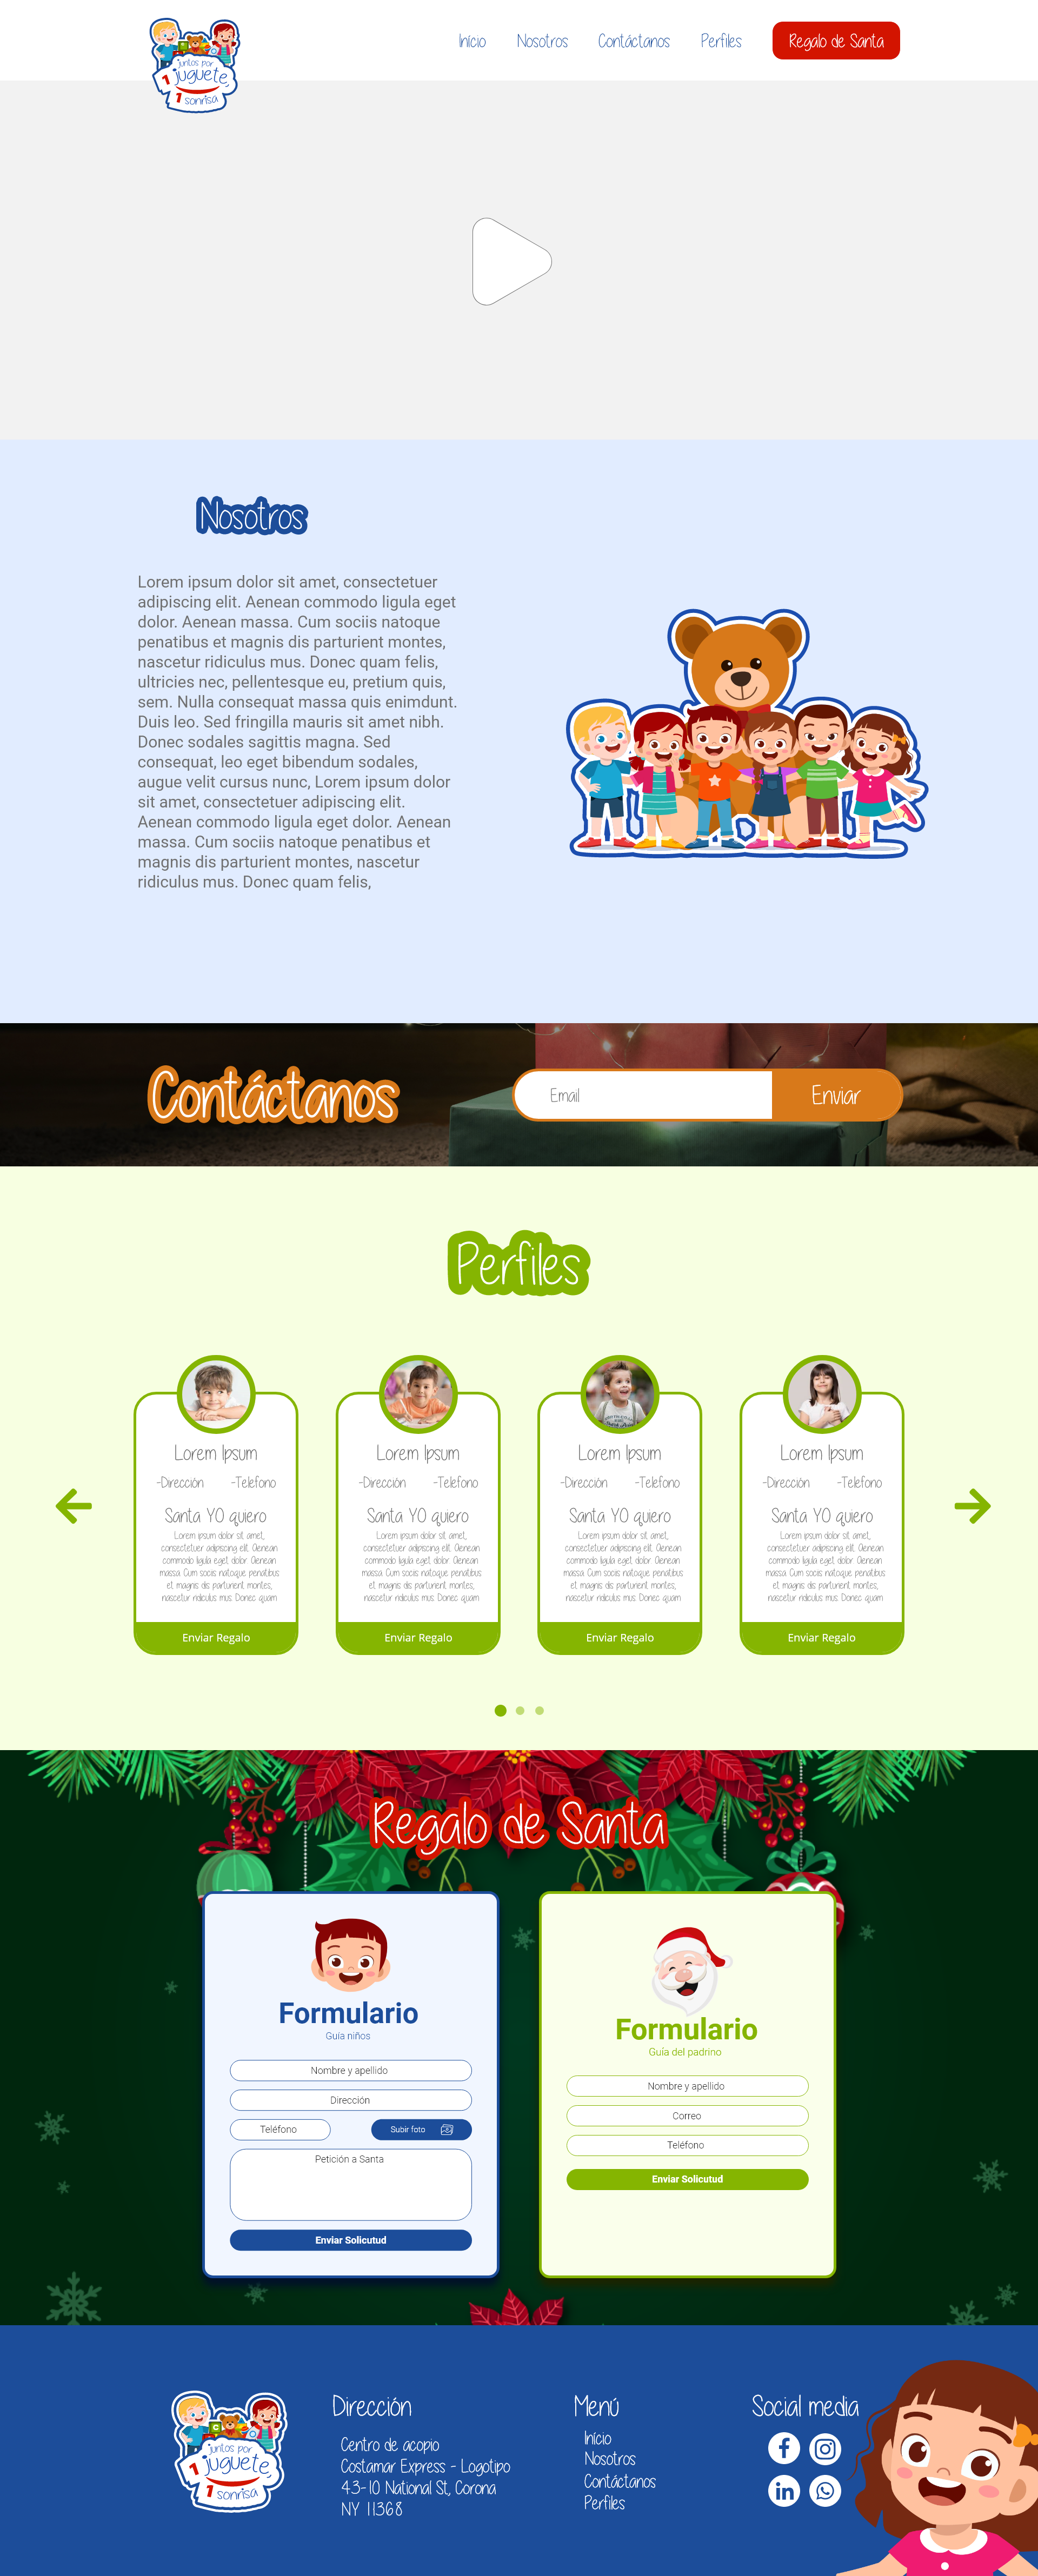 juntos por
1 juguete,
1 sonrisa
Início
Nosotros
Contáctanos
Perfiles
Regalo de Santa
Nosotros
Lorem ipsum dolor sit amet, consectetuer
adipiscing elit. Aenean commodo ligula eget
dolor. Aenean massa. Cum sociis natoque
penatibus et magnis dis parturient montes,
nascetur ridiculus mus. Donec quam felis,
ultricies nec, pellentesque eu, pretium quis,
sem. Nulla consequat massa quis enimdunt.
Duis leo. Sed fringilla mauris sit amet nibh.
Donec sodales sagittis magna. Sed
consequat, leo eget bibendum sodales,
augue velit cursus nunc, Lorem ipsum dolor
sit amet, consectetuer adipiscing elit.
Aenean commodo ligula eget dolor. Aenean
massa. Cum sociis natoque penatibus et
magnis dis parturient montes, nascetur
ridiculus mus. Donec quam felis,
Contáctanos
Email
Enviar
Perfiles
Lorem Ipsum
-Dirección -Telefono
Santa YO quiero
Lorem ipsum dolor sit amet,
consectetuer adipiscing elit. Aenean
commodo ligula eget dolor. Aenean
massa. Cum sociis natoque penatibus
et magnis dis parturient montes,
nascetur ridiculus mus. Donec quam
Enviar Regalo
Lorem Ipsum
-Dirección -Telefono
Santa YO quiero
Lorem ipsum dolor sit amet,
consectetuer adipiscing elit. Aenean
commodo ligula eget dolor. Aenean
massa. Cum sociis natoque penatibus
et magnis dis parturient montes,
nascetur ridiculus mus. Donec quam
Enviar Regalo
Lorem Ipsum
-Dirección -Telefono
Santa YO quiero
Lorem ipsum dolor sit amet,
consectetuer adipiscing elit. Aenean
commodo ligula eget dolor. Aenean
massa. Cum sociis natoque penatibus
et magnis dis parturient montes,
nascetur ridiculus mus. Donec quam
Enviar Regalo
Lorem Ipsum
-Dirección -Telefono
Santa YO quiero
Lorem ipsum dolor sit amet,
consectetuer adipiscing elit. Aenean
commodo ligula eget dolor. Aenean
massa. Cum sociis natoque penatibus
et magnis dis parturient montes,
nascetur ridiculus mus. Donec quam
Enviar Regalo
Regalo de Santa
Formulario
Guía niños
Nombre y apellido
Dirección
Teléfono
Subir foto
Petición a Santa
Enviar Solicutud
Formulario
Guía del padrino
Nombre y apellido
Correo
Teléfono
Enviar Solicutud
juntos por
1 juguete,
1 sonrisa
Dirección
Centro de acopio
Costamar Express - Logotipo
43-10 National St, Corona
NY 11368
Menú
Início
Nosotros
Contáctanos
Perfiles
Social media